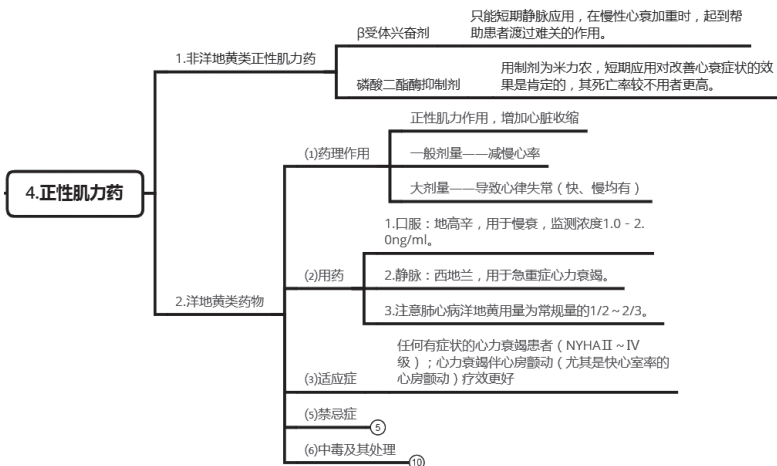 4.正性肌力药
1.非洋地黄类正性肌力药
β受体兴奋剂
只能短期静脉应用，在慢性心衰加重时，起到帮
助患者渡过难关的作用。
磷酸二酯酶抑制剂
用制剂为米力农，短期应用对改善心衰症状的效
果是肯定的，其死亡率较不用者更高。
2.洋地黄类药物
(1)药理作用
正性肌力作用，增加心脏收缩
一般剂量——减慢心率
大剂量——导致心律失常（快、慢均有）
(2)用药
1.口服：地高辛，用于慢衰，监测浓度1.0﹣2.
0ng/ml。
2.静脉：西地兰，用于急重症心力衰竭。
3.注意肺心病洋地黄用量为常规量的1/2～2/3。
(3)适应症
任何有症状的心力衰竭患者（NYHAⅡ～Ⅳ
级）；心力衰竭伴心房颤动（尤其是快心室率的
心房颤动）疗效更好
(5)禁忌症
5
(6)中毒及其处理
10